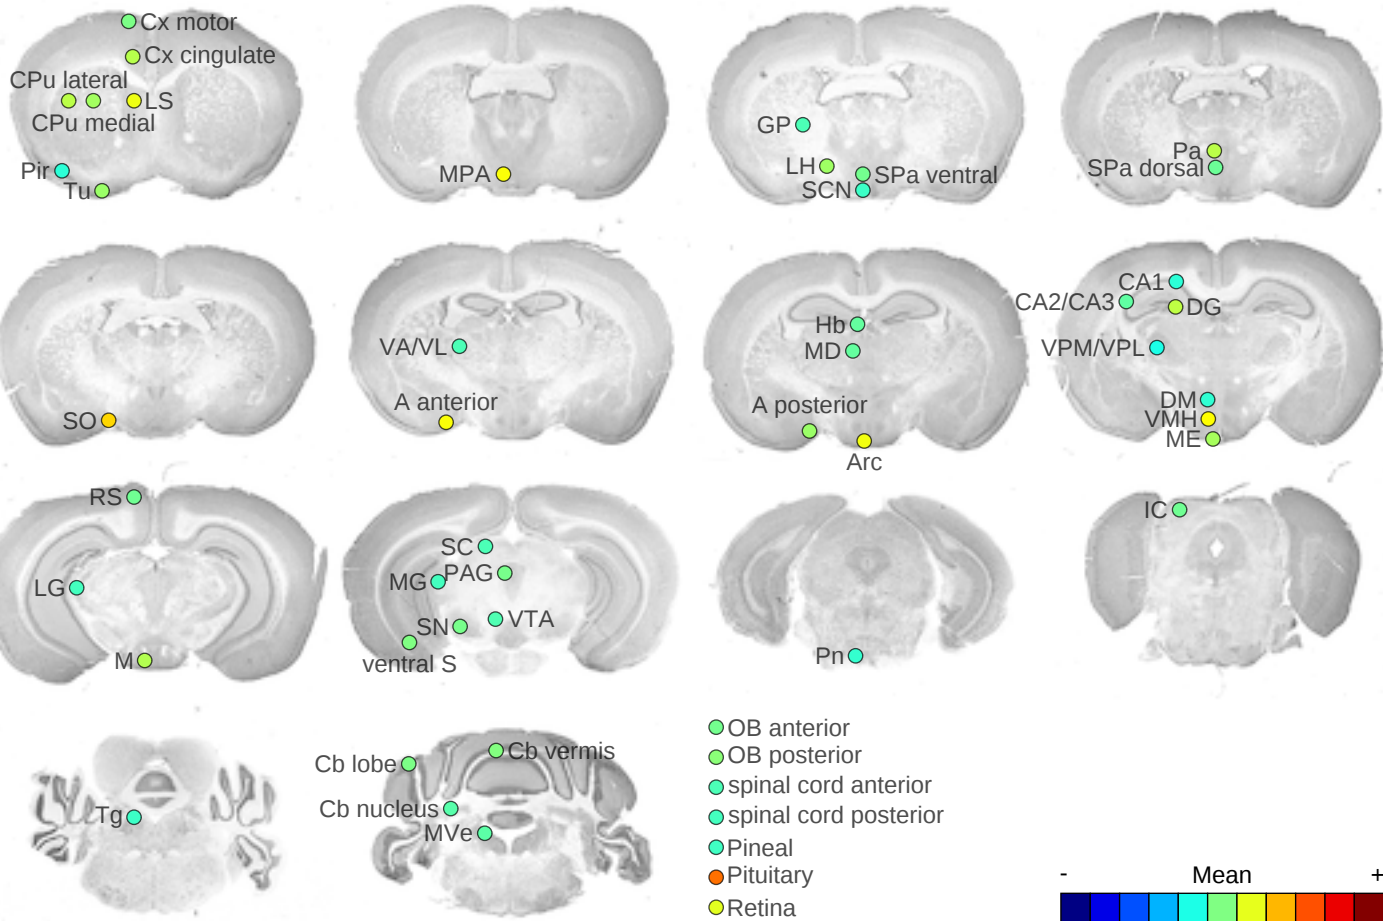 Cx motor
Cx cingulate
CPu lateral
LS
CPu medial
Pir
Tu
MPA
GP
LH
SPa ventral
SCN
Pa
SPa dorsal
SO
VA/VL
A anterior
Hb
MD
A posterior
Arc
CA1
CA2/CA3
DG
VPM/VPL
DM
VMH
ME
RS
LG
M
SC
PAG
MG
VTA
SN
ventral S
Pn
IC
Tg
Cb vermis
Cb lobe
Cb nucleus
MVe
OB anterior
OB posterior
spinal cord anterior
spinal cord posterior
Pineal
Pituitary
Retina
- Mean +